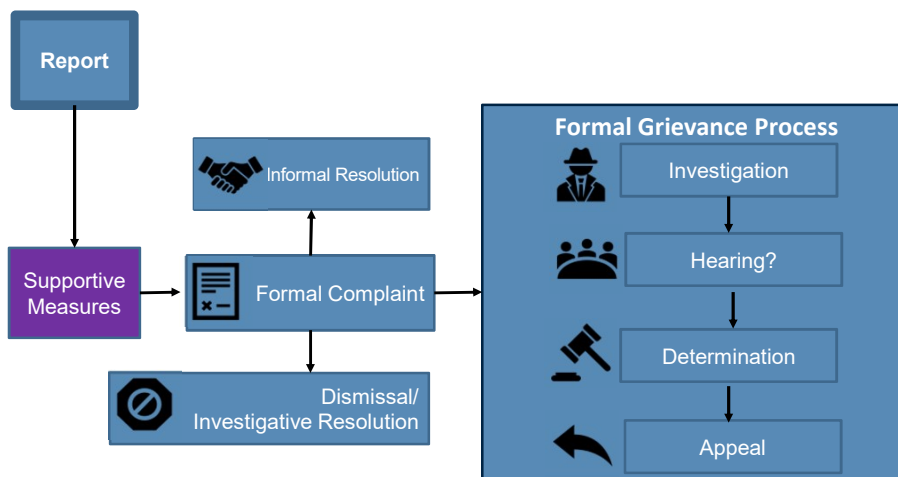 Report
Formal Grievance Process
Investigation
Informal Resolution
Hearing?
Supportive
Measures
Formal Complaint
Determination
Dismissal/
Investigative Resolution
Appeal